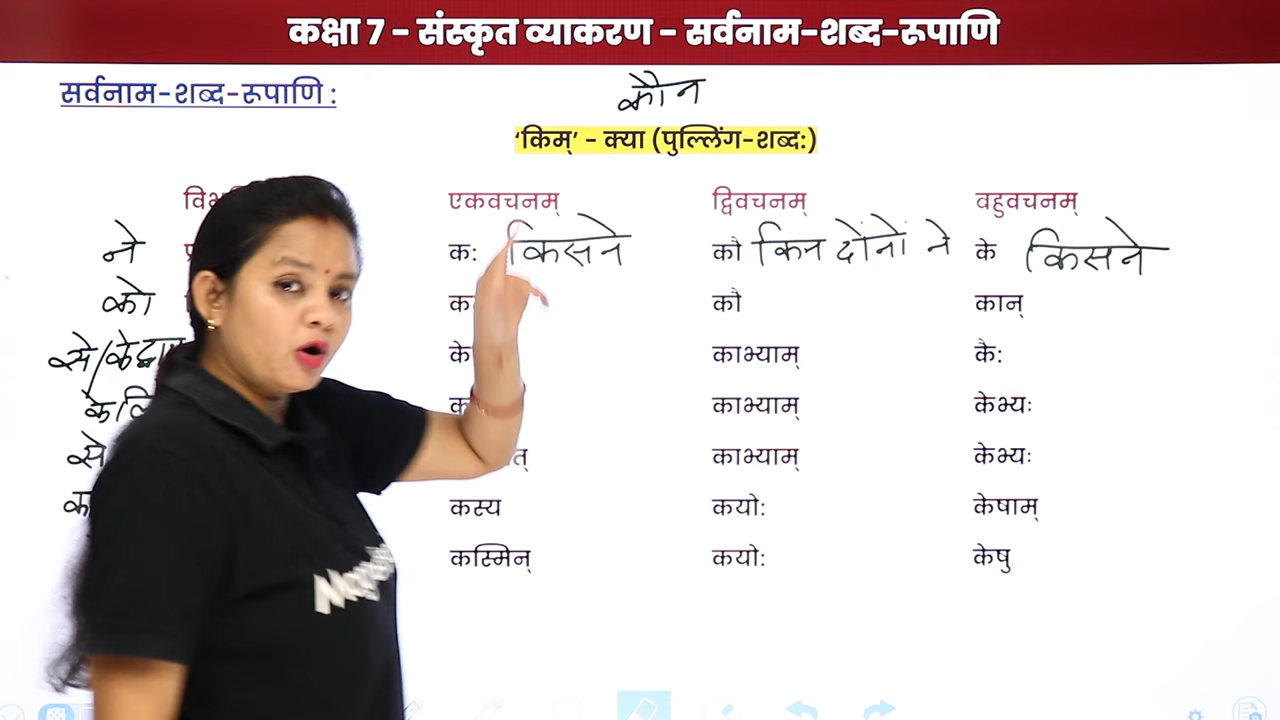 कक्षा 7 - संस्कृत व्याकरण - सर्वनाम-शब्द-रूपाणि
सर्वनाम-शब्द-रूपाणि :
कौन
'किम्' - क्या (पुल्लिंग-शब्दः)
एकवचनम् द्विवचनम् बहुवचनम्
ने कः किसने कौ किन दोंनों ने के किसने
को कौ कान्
से/के द्वारा काभ्याम् कैः
काभ्याम् केभ्यः
से काभ्याम् केभ्यः
कस्य कयोः केषाम्
कस्मिन् कयोः केषु